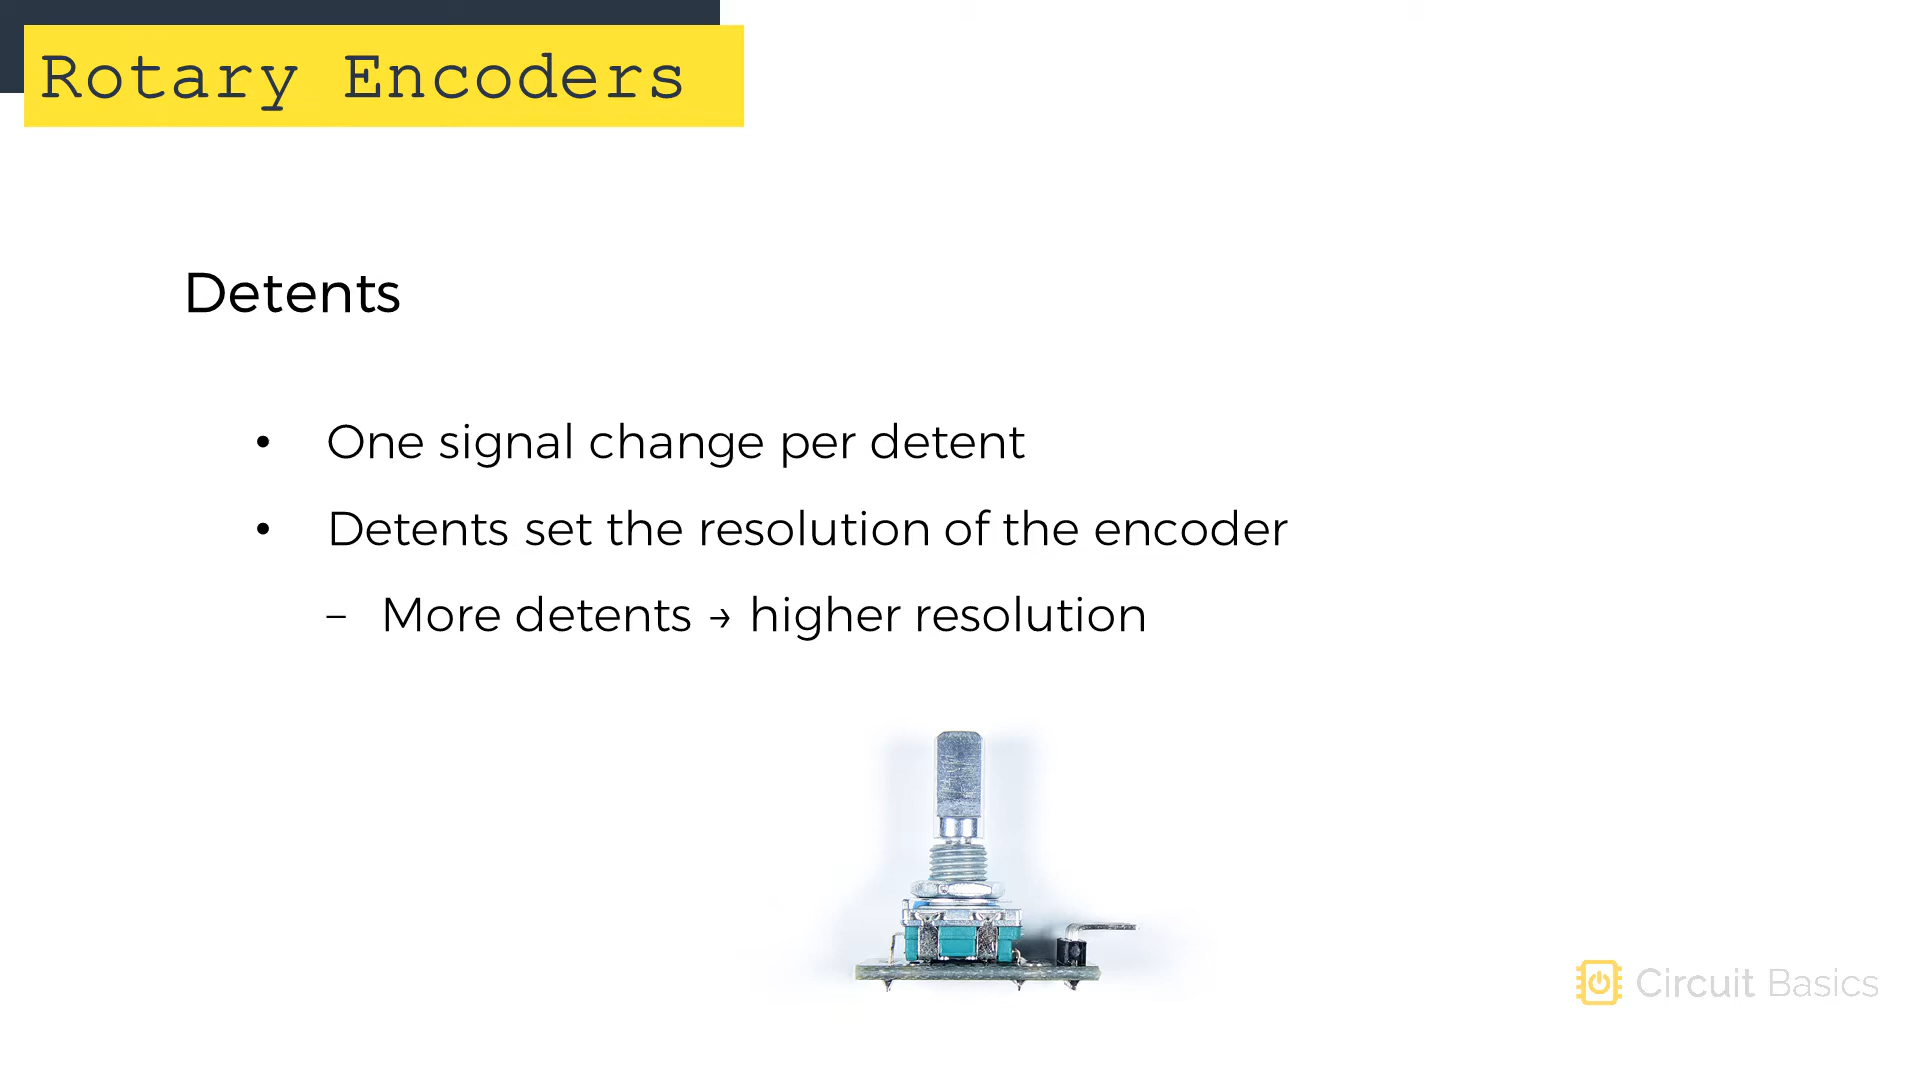 Rotary Encoders
Detents
• One signal change per detent
• Detents set the resolution of the encoder
– More detents → higher resolution
Circuit Basics